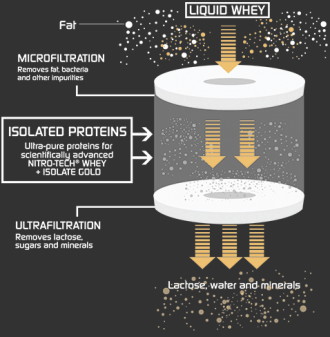 LIQUID WHEY
Fat
MICROFILTRATION
Removes fat, bacteria
and other impurities
ISOLATED PROTEINS
Ultra-pure proteins for
scientifically advanced
NITRO-TECH® WHEY
+ ISOLATE GOLD
ULTRAFILTRATION
Removes lactose,
sugars and minerals
Lactose, water and minerals